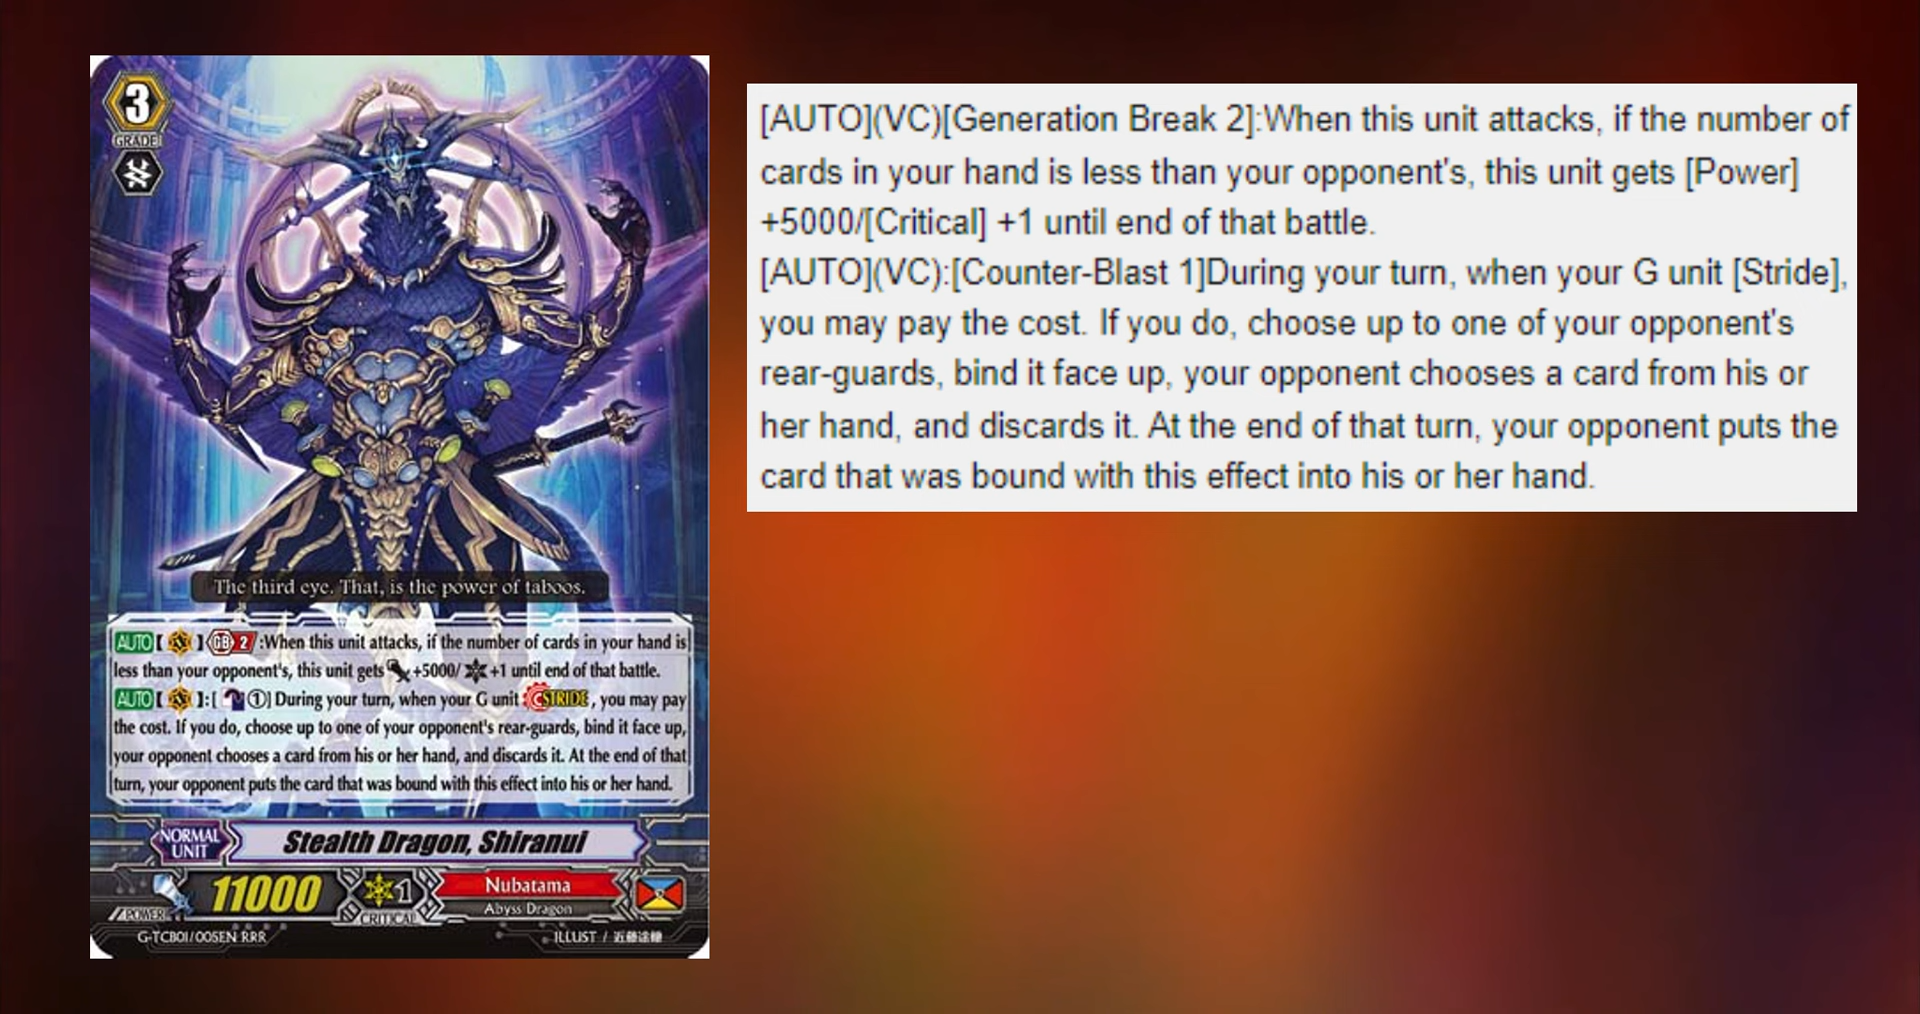 3
GRADE
The third eye. That, is the power of taboos.
AUTO【 】GB 2 :When this unit attacks, if the number of cards in your hand is
less than your opponent's, this unit gets +5000/ +1 until end of that battle.
AUTO【 】:[ ①] During your turn, when your G unit STRIDE, you may pay
the cost. If you do, choose up to one of your opponent's rear-guards, bind it face up,
your opponent chooses a card from his or her hand, and discards it. At the end of that
turn, your opponent puts the card that was bound with this effect into his or her hand.
NORMAL
UNIT
Stealth Dragon, Shiranui
POWER 11000
1
CRITICAL
Nubatama
Abyss Dragon
G-TCB01/005EN RRR
ILLUST / 近藤途轍
[AUTO](VC)[Generation Break 2]:When this unit attacks, if the number of
cards in your hand is less than your opponent's, this unit gets [Power]
+5000/[Critical] +1 until end of that battle.
[AUTO](VC):[Counter-Blast 1]During your turn, when your G unit [Stride],
you may pay the cost. If you do, choose up to one of your opponent's
rear-guards, bind it face up, your opponent chooses a card from his or
her hand, and discards it. At the end of that turn, your opponent puts the
card that was bound with this effect into his or her hand.